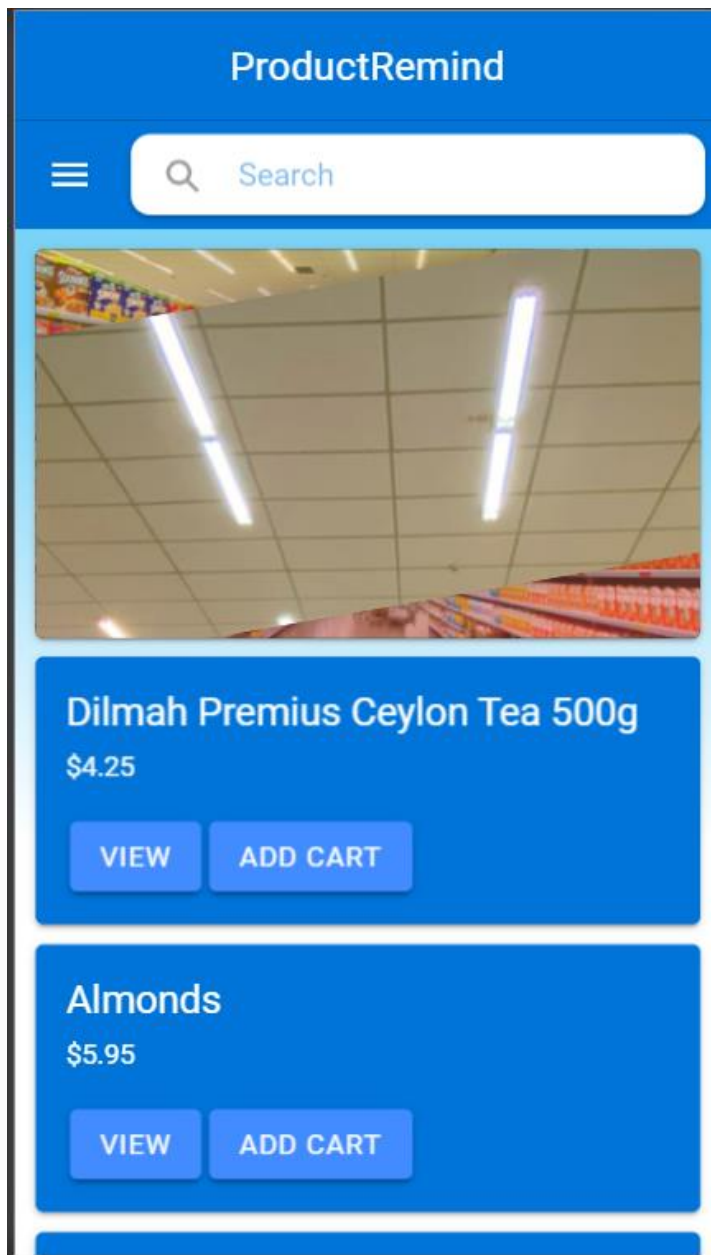 ProductRemind
Search
Dilmah Premius Ceylon Tea 500g
$4.25
VIEW ADD CART
Almonds
$5.95
VIEW ADD CART